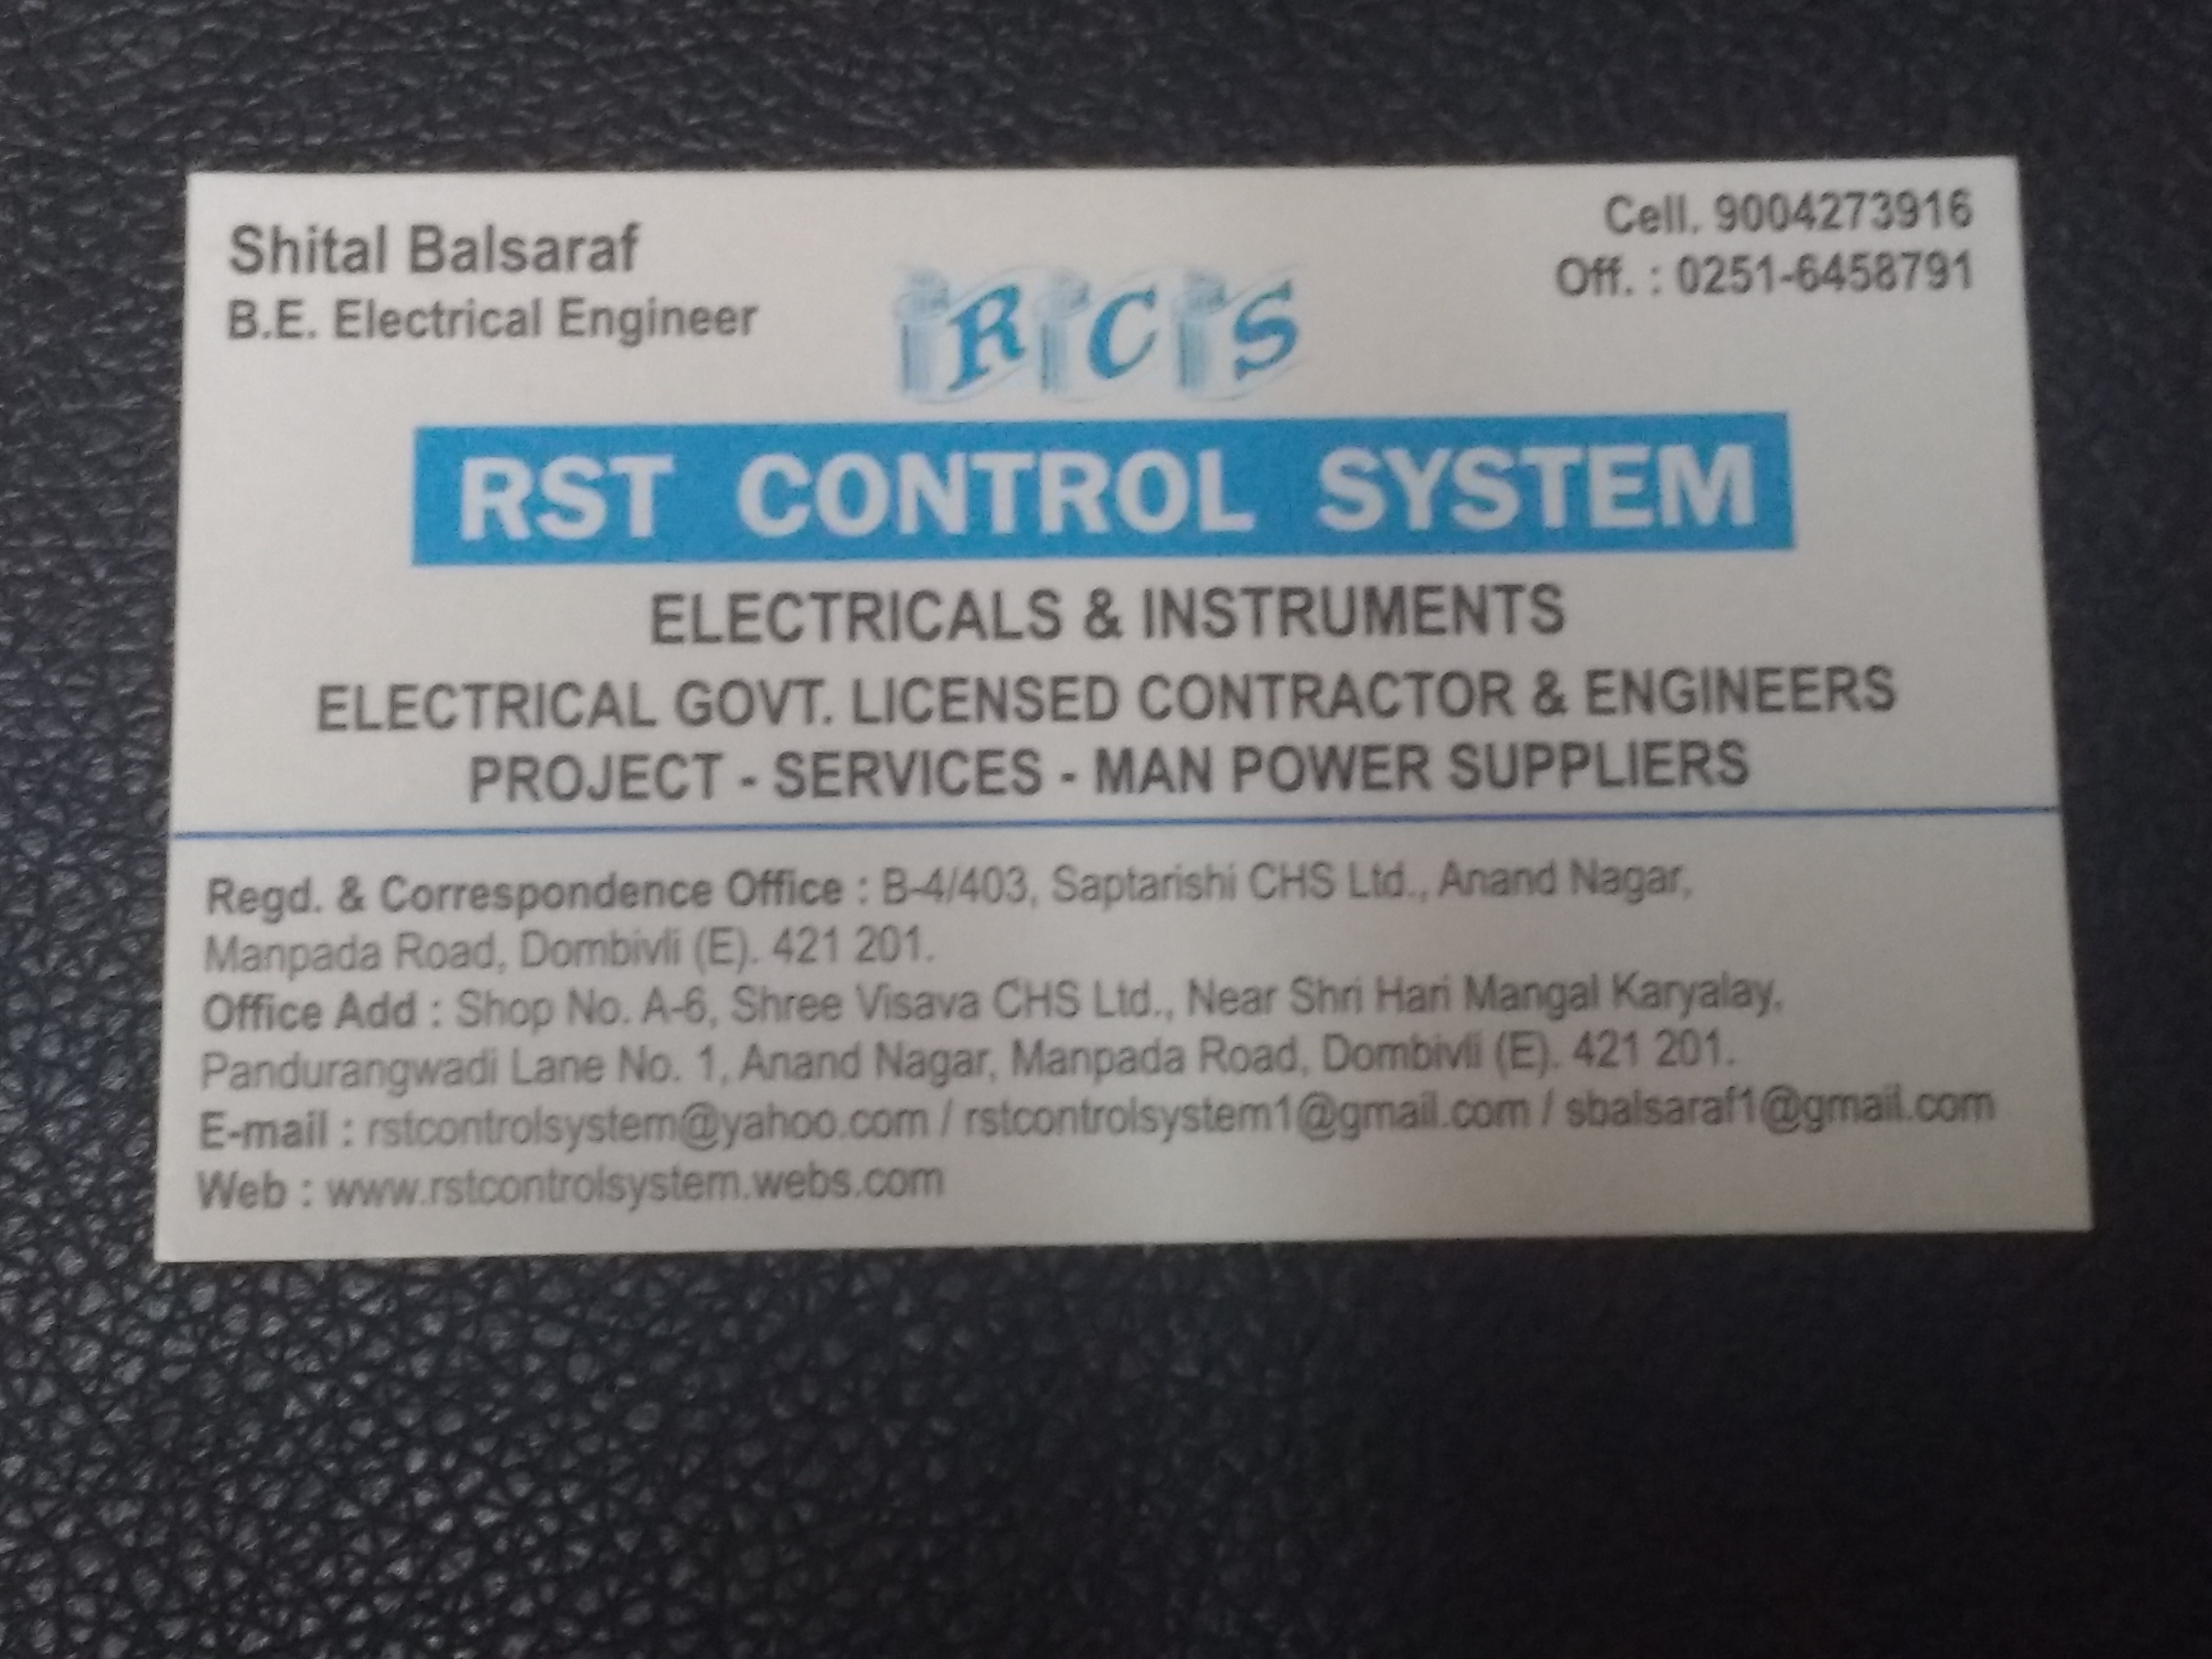 Shital Balsaraf
B.E. Electrical Engineer
Cell. 9004273916
Off. : 0251-6458791
RCS
RST CONTROL SYSTEM
ELECTRICALS & INSTRUMENTS
ELECTRICAL GOVT. LICENSED CONTRACTOR & ENGINEERS
PROJECT - SERVICES - MAN POWER SUPPLIERS
Regd. & Correspondence Office : B-4/403, Saptarishi CHS Ltd., Anand Nagar,
Manpada Road, Dombivli (E). 421 201.
Office Add : Shop No. A-6, Shree Visava CHS Ltd., Near Shri Hari Mangal Karyalay,
Pandurangwadi Lane No. 1, Anand Nagar, Manpada Road, Dombivli (E). 421 201.
E-mail : rstcontrolsystem@yahoo.com / rstcontrolsystem1@gmail.com / sbalsaraf1@gmail.com
Web : www.rstcontrolsystem.webs.com